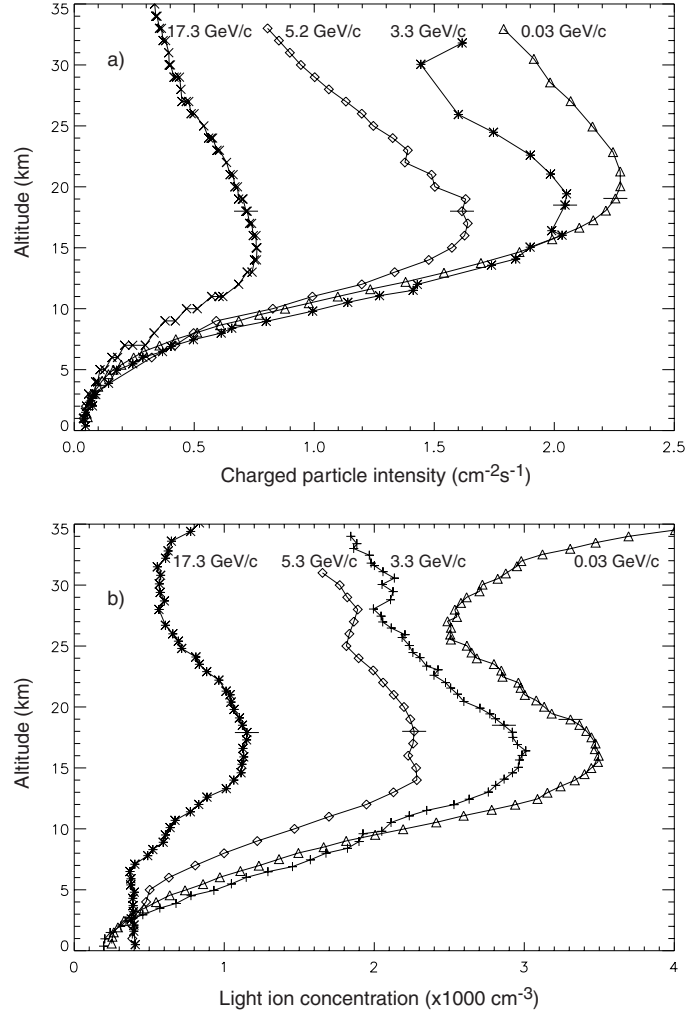 35
30
25
20
15
10
5
0
Altitude (km)
a)
17.3 GeV/c
5.2 GeV/c
3.3 GeV/c
0.03 GeV/c
0.0 0.5 1.0 1.5 2.0 2.5
Charged particle intensity (cm⁻²s⁻¹)
35
30
25
20
15
10
5
0
Altitude (km)
b)
17.3 GeV/c
5.3 GeV/c
3.3 GeV/c
0.03 GeV/c
0 1 2 3 4
Light ion concentration (x1000 cm⁻³)